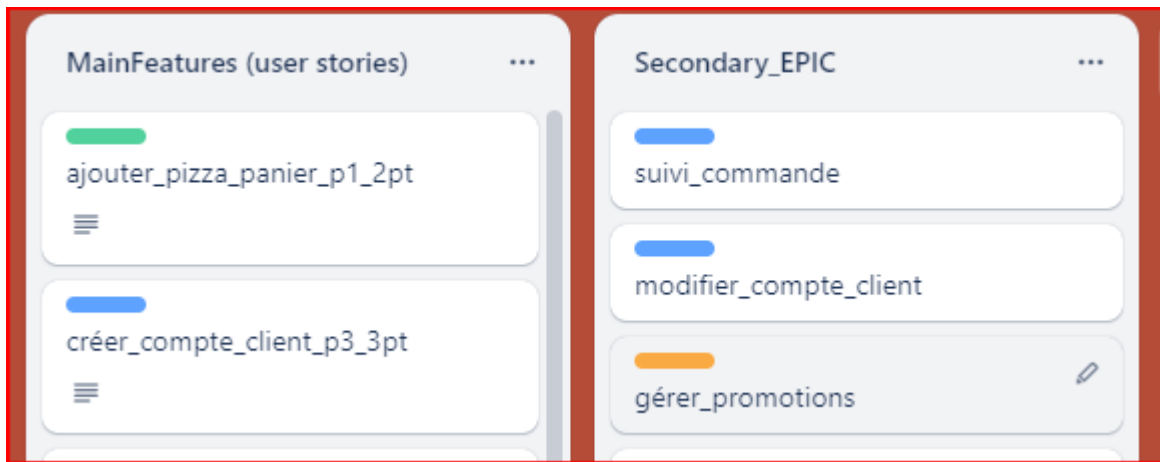 MainFeatures (user stories)
ajouter_pizza_panier_p1_2pt
créer_compte_client_p3_3pt
Secondary_EPIC
suivi_commande
modifier_compte_client
gérer_promotions